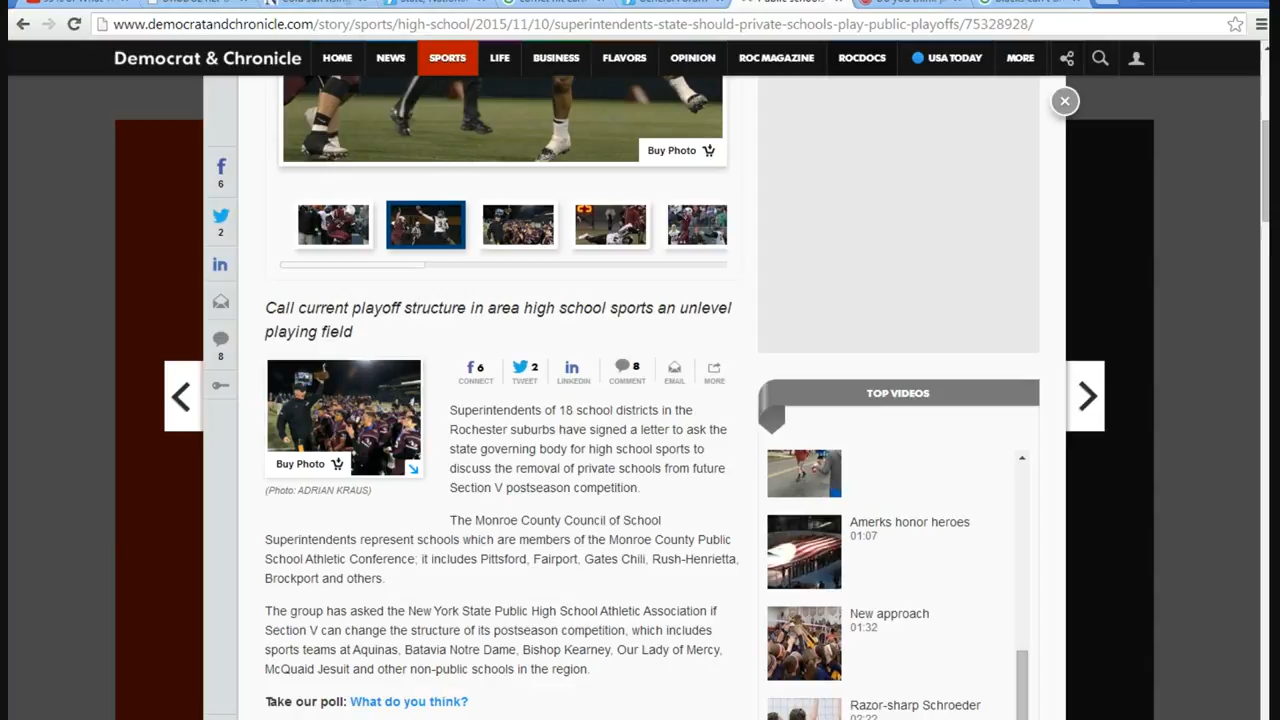 www.democratandchronicle.com/story/sports/high-school/2015/11/10/superintendents-state-should-private-schools-play-public-playoffs/75328928/
Democrat & Chronicle HOME NEWS SPORTS LIFE BUSINESS FLAVORS OPINION ROC MAGAZINE ROCDOCS USA TODAY MORE
Buy Photo
6
2
8
Call current playoff structure in area high school sports an unlevel
playing field
Buy Photo
(Photo: ADRIAN KRAUS)
6 2 8
CONNECT TWEET LINKEDIN COMMENT EMAIL MORE
Superintendents of 18 school districts in the
Rochester suburbs have signed a letter to ask the
state governing body for high school sports to
discuss the removal of private schools from future
Section V postseason competition.
The Monroe County Council of School
Superintendents represent schools which are members of the Monroe County Public
School Athletic Conference; it includes Pittsford, Fairport, Gates Chili, Rush-Henrietta,
Brockport and others.
The group has asked the New York State Public High School Athletic Association if
Section V can change the structure of its postseason competition, which includes
sports teams at Aquinas, Batavia Notre Dame, Bishop Kearney, Our Lady of Mercy,
McQuaid Jesuit and other non-public schools in the region.
Take our poll: What do you think?
TOP VIDEOS
Amerks honor heroes
01:07
New approach
01:32
Razor-sharp Schroeder
02:22